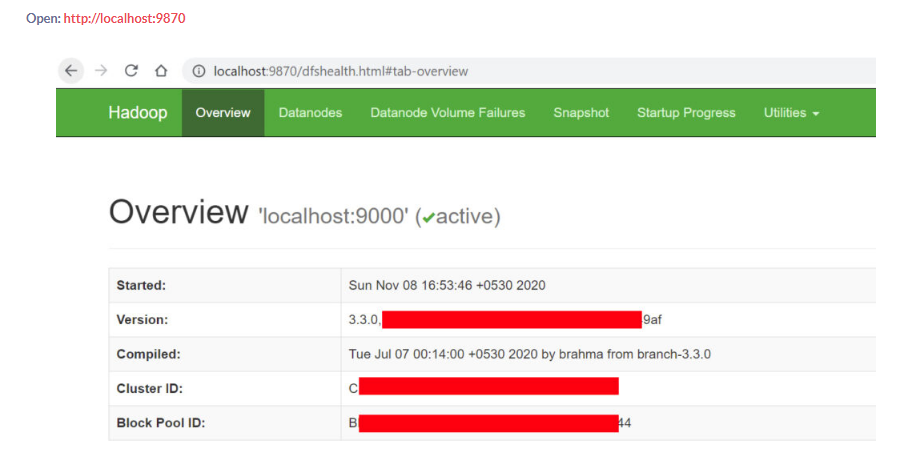 Open: http://localhost:9870
localhost:9870/dfshealth.html#tab-overview
Hadoop Overview Datanodes Datanode Volume Failures Snapshot Startup Progress Utilities
Overview 'localhost:9000' (✔active)
Started: Sun Nov 08 16:53:46 +0530 2020
Version: 3.3.0, 9af
Compiled: Tue Jul 07 00:14:00 +0530 2020 by brahma from branch-3.3.0
Cluster ID: C
Block Pool ID: B 44